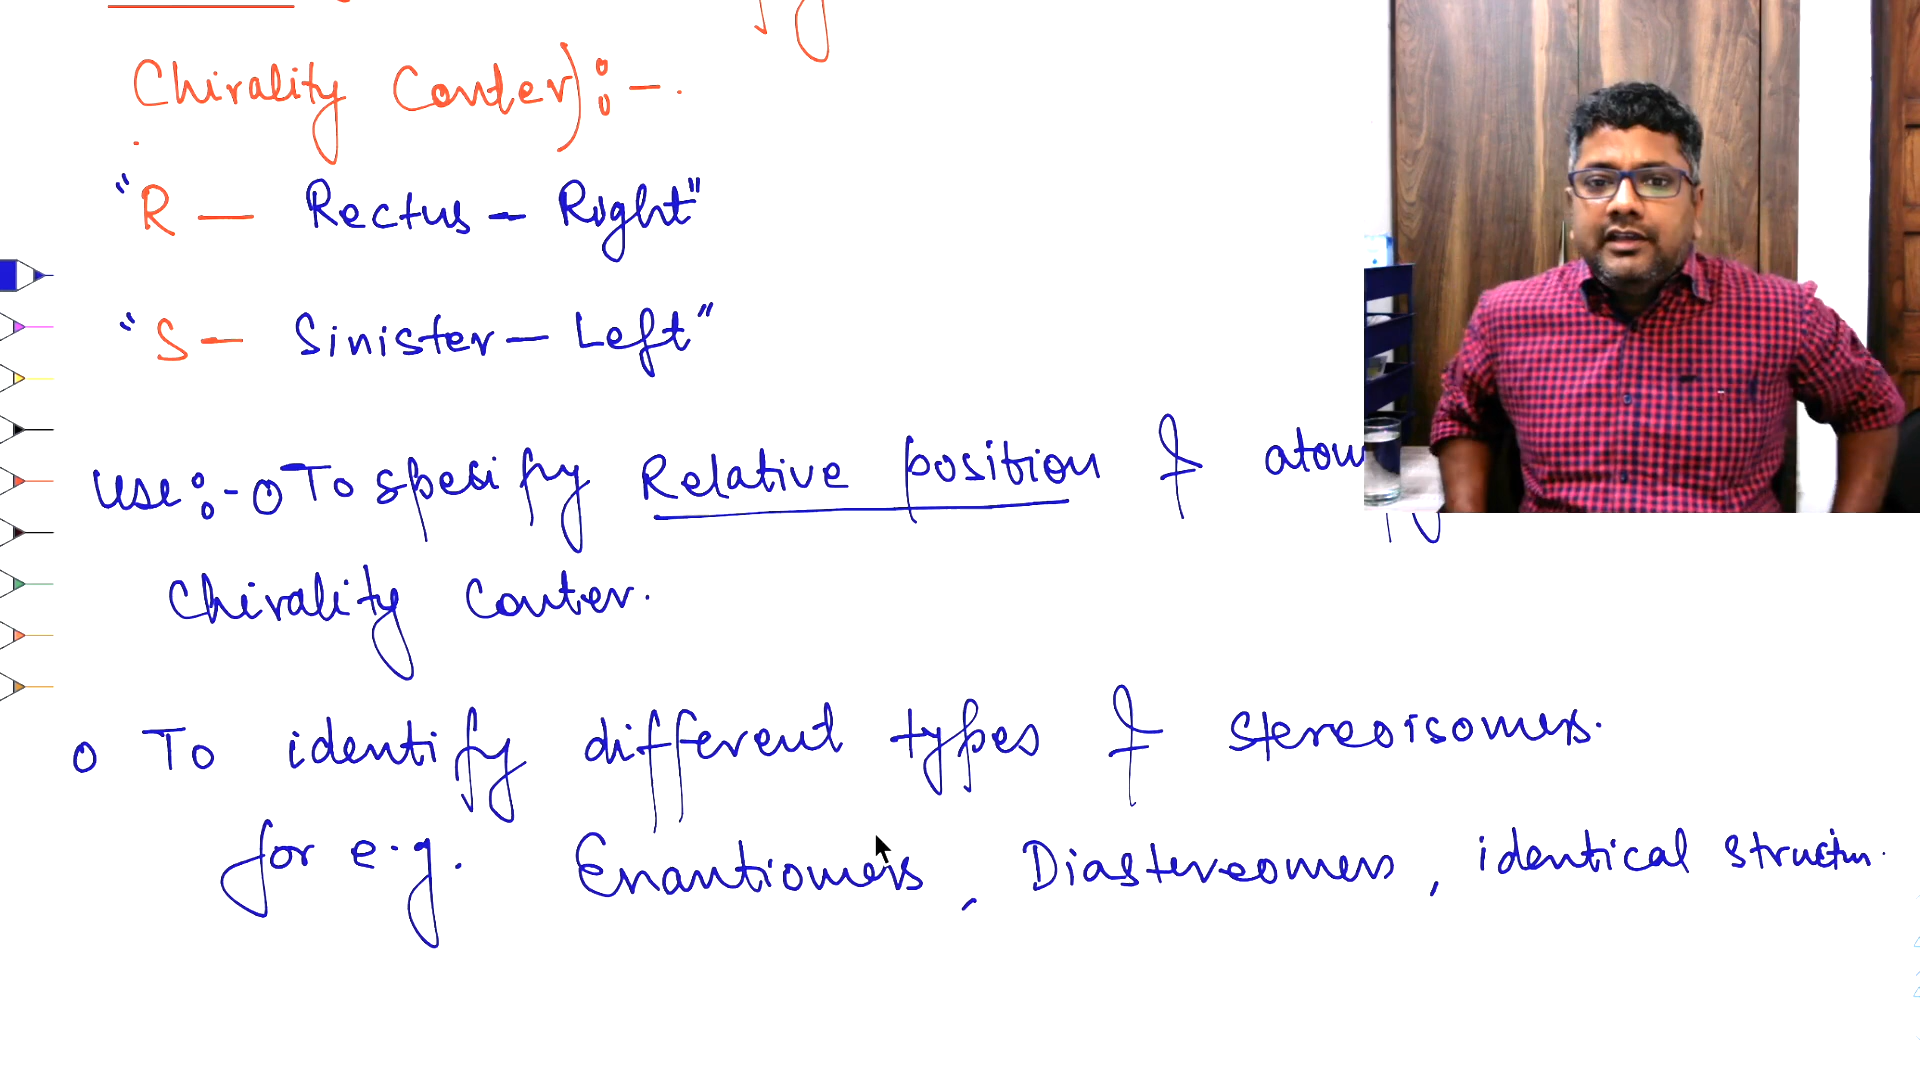 Chirality Center):-.
"R — Rectus - Right"
"S — Sinister - Left"
Use:- o To specify Relative position of atom
Chirality Center.
o To identify different types of stereoisomers.
for e.g. Enantiomers, Diastereomers, identical